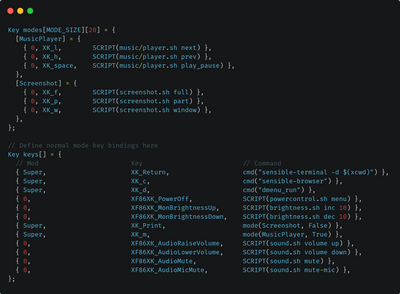 Key modes[MODE_SIZE][20] = {
[MusicPlayer] = {
{ 0, XK_l, SCRIPT(music/player.sh next) },
{ 0, XK_h, SCRIPT(music/player.sh prev) },
{ 0, XK_space, SCRIPT(music/player.sh play_pause) },
},
[Screenshot] = {
{ 0, XK_f, SCRIPT(screenshot.sh full) },
{ 0, XK_p, SCRIPT(screenshot.sh part) },
{ 0, XK_w, SCRIPT(screenshot.sh window) },
},
};
// Define normal mode key bindings here
Key keys[] = {
// Mod Key // Command
{ Super, XK_Return, cmd("sensible-terminal -d $(xcwd)") },
{ Super, XK_c, cmd("sensible-browser") },
{ Super, XK_d, cmd("dmenu_run") },
{ 0, XF86XK_PowerOff, SCRIPT(powercontrol.sh menu) },
{ 0, XF86XK_MonBrightnessUp, SCRIPT(brightness.sh inc 10) },
{ 0, XF86XK_MonBrightnessDown, SCRIPT(brightness.sh dec 10) },
{ Super, XK_Print, mode(Screenshot, False) },
{ Super, XK_m, mode(MusicPlayer, True) },
{ 0, XF86XK_AudioRaiseVolume, SCRIPT(sound.sh volume up) },
{ 0, XF86XK_AudioLowerVolume, SCRIPT(sound.sh volume down) },
{ 0, XF86XK_AudioMute, SCRIPT(sound.sh mute) },
{ 0, XF86XK_AudioMicMute, SCRIPT(sound.sh mute-mic) },
};